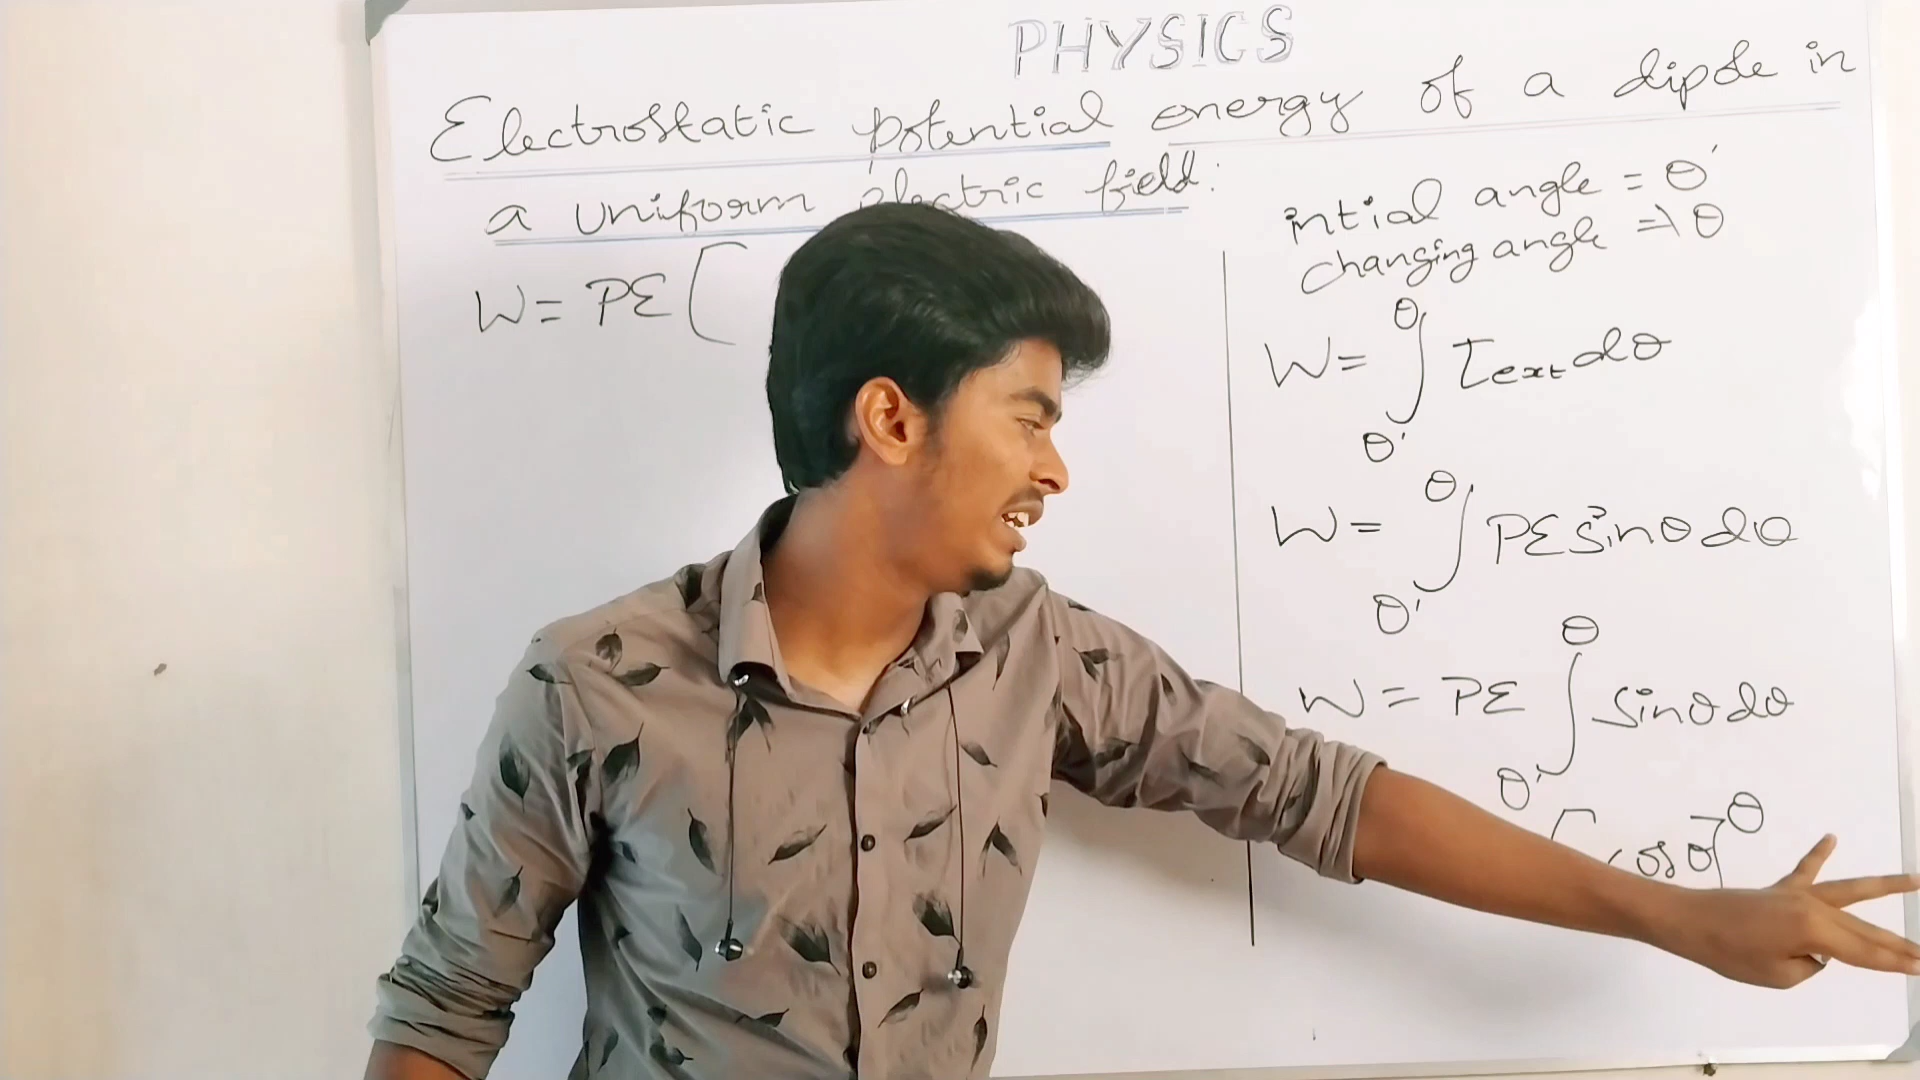 PHYSICS
Electrostatic potential energy of a dipole in
a uniform electric field:
W = PE [
intial angle = θ'
changing angle ⇒ θ
W = ∫ τext dθ
θ
θ'
W = ∫ PE sinθ dθ
θ
θ'
W = PE ∫ sinθ dθ
θ
θ'
[ cosθ ] θ